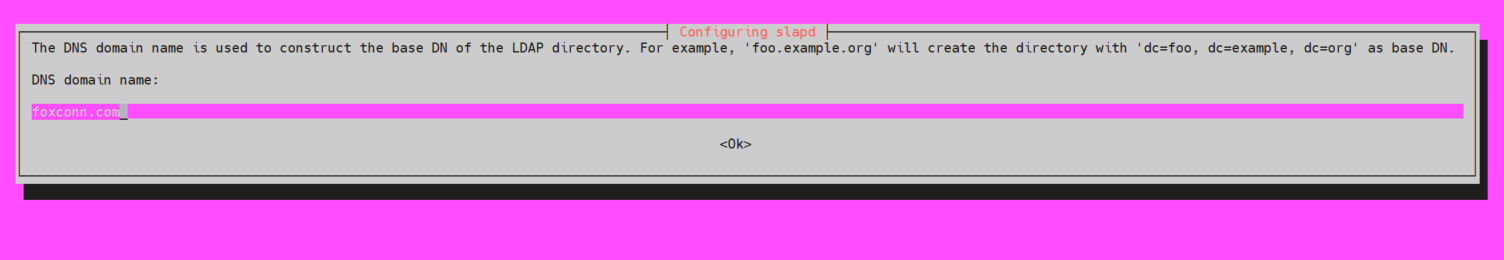 Configuring slapd
The DNS domain name is used to construct the base DN of the LDAP directory. For example, 'foo.example.org' will create the directory with 'dc=foo, dc=example, dc=org' as base DN.
DNS domain name:
foxconn.com
<Ok>